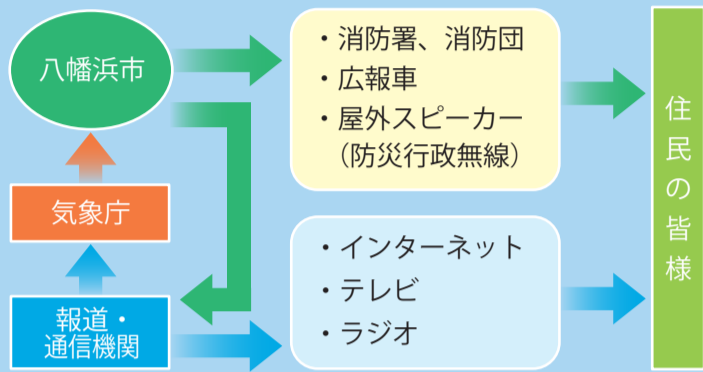 八幡浜市
気象庁
報道・
通信機関
・消防署、消防団
・広報車
・屋外スピーカー
（防災行政無線）
・インターネット
・テレビ
・ラジオ
住民の皆様